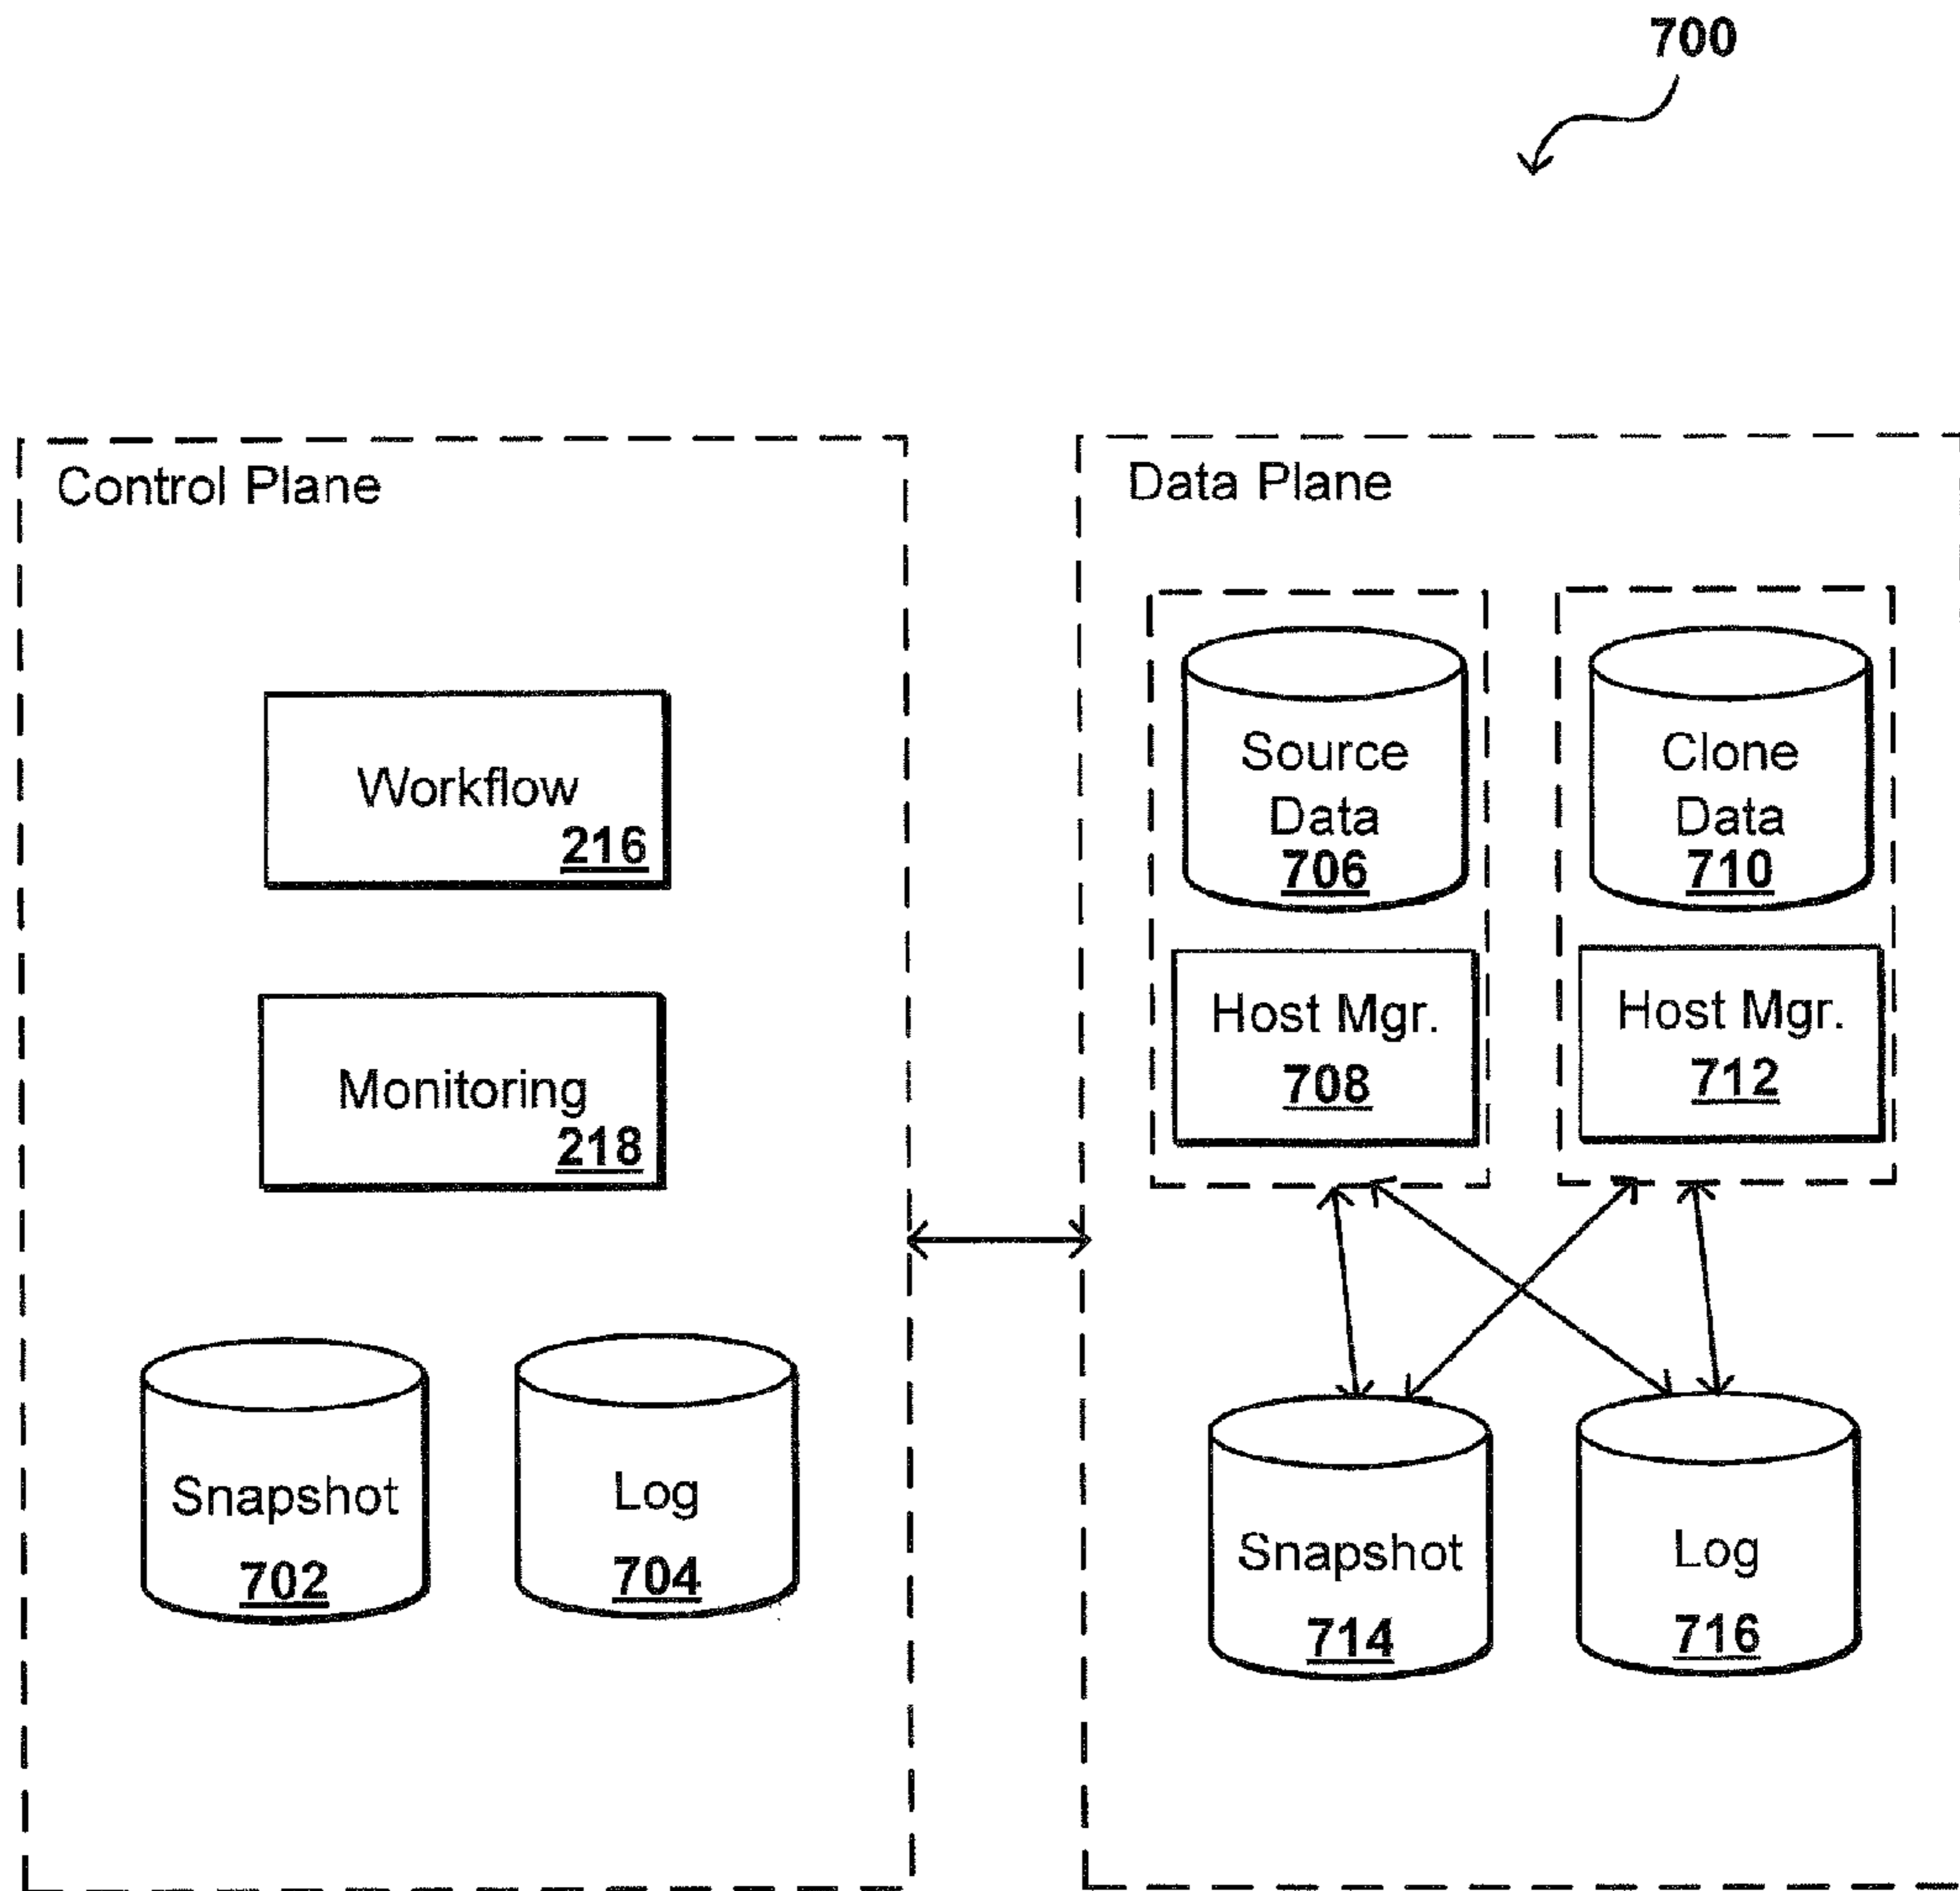 700
Control Plane
Workflow
216
Monitoring
218
Snapshot
702
Log
704
Data Plane
Source
Data
706
Host Mgr.
708
Clone
Data
710
Host Mgr.
712
Snapshot
714
Log
716